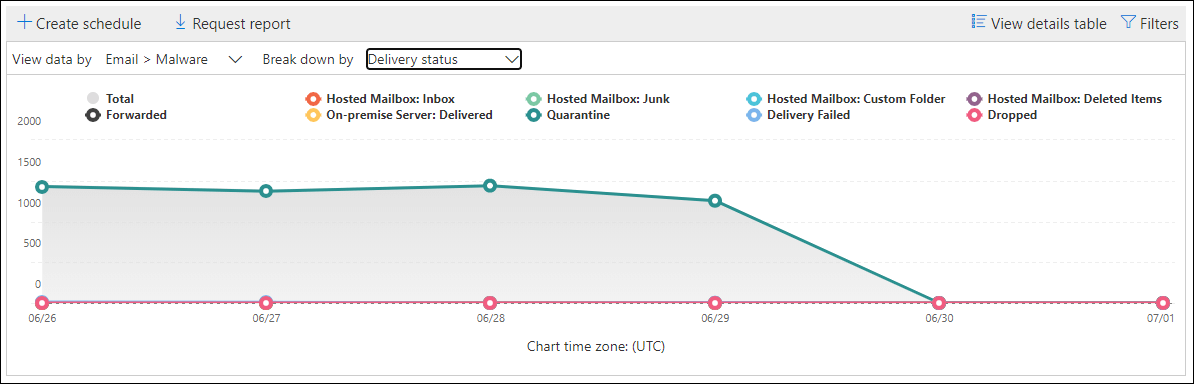 Create schedule Request report View details table Filters
View data by Email > Malware Break down by Delivery status
Total Hosted Mailbox: Inbox Hosted Mailbox: Junk Hosted Mailbox: Custom Folder Hosted Mailbox: Deleted Items
Forwarded On-premise Server: Delivered Quarantine Delivery Failed Dropped
2000
1500
1000
500
0
06/26 06/27 06/28 06/29 06/30 07/01
Chart time zone: (UTC)